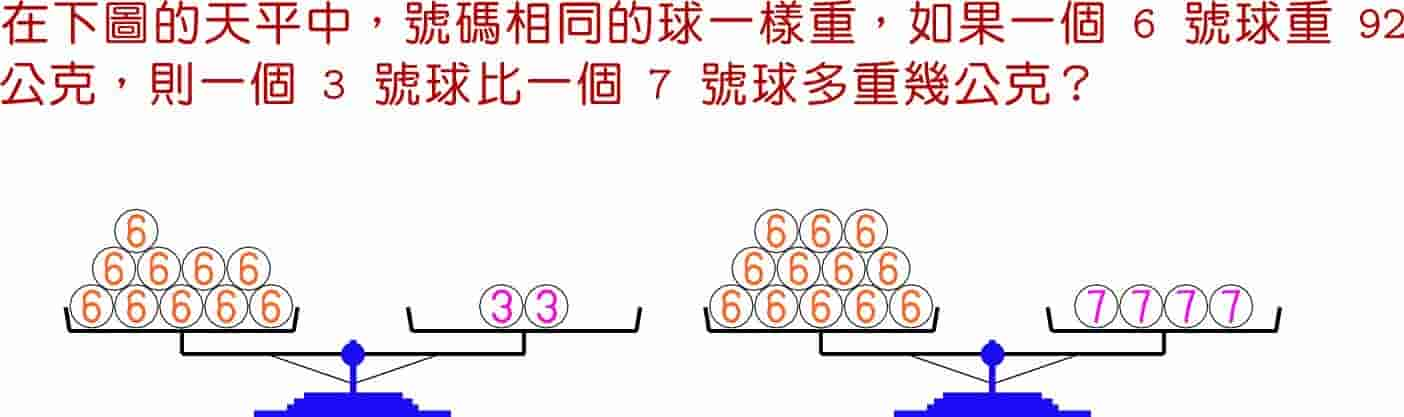 在下圖的天平中，號碼相同的球一樣重，如果一個 6 號球重 92
公克，則一個 3 號球比一個 7 號球多重幾公克？
6 6 6 6
6 6 6 6 6 6 6 6
6 6 6 6 6 3 3 6 6 6 6 6 7 7 7 7